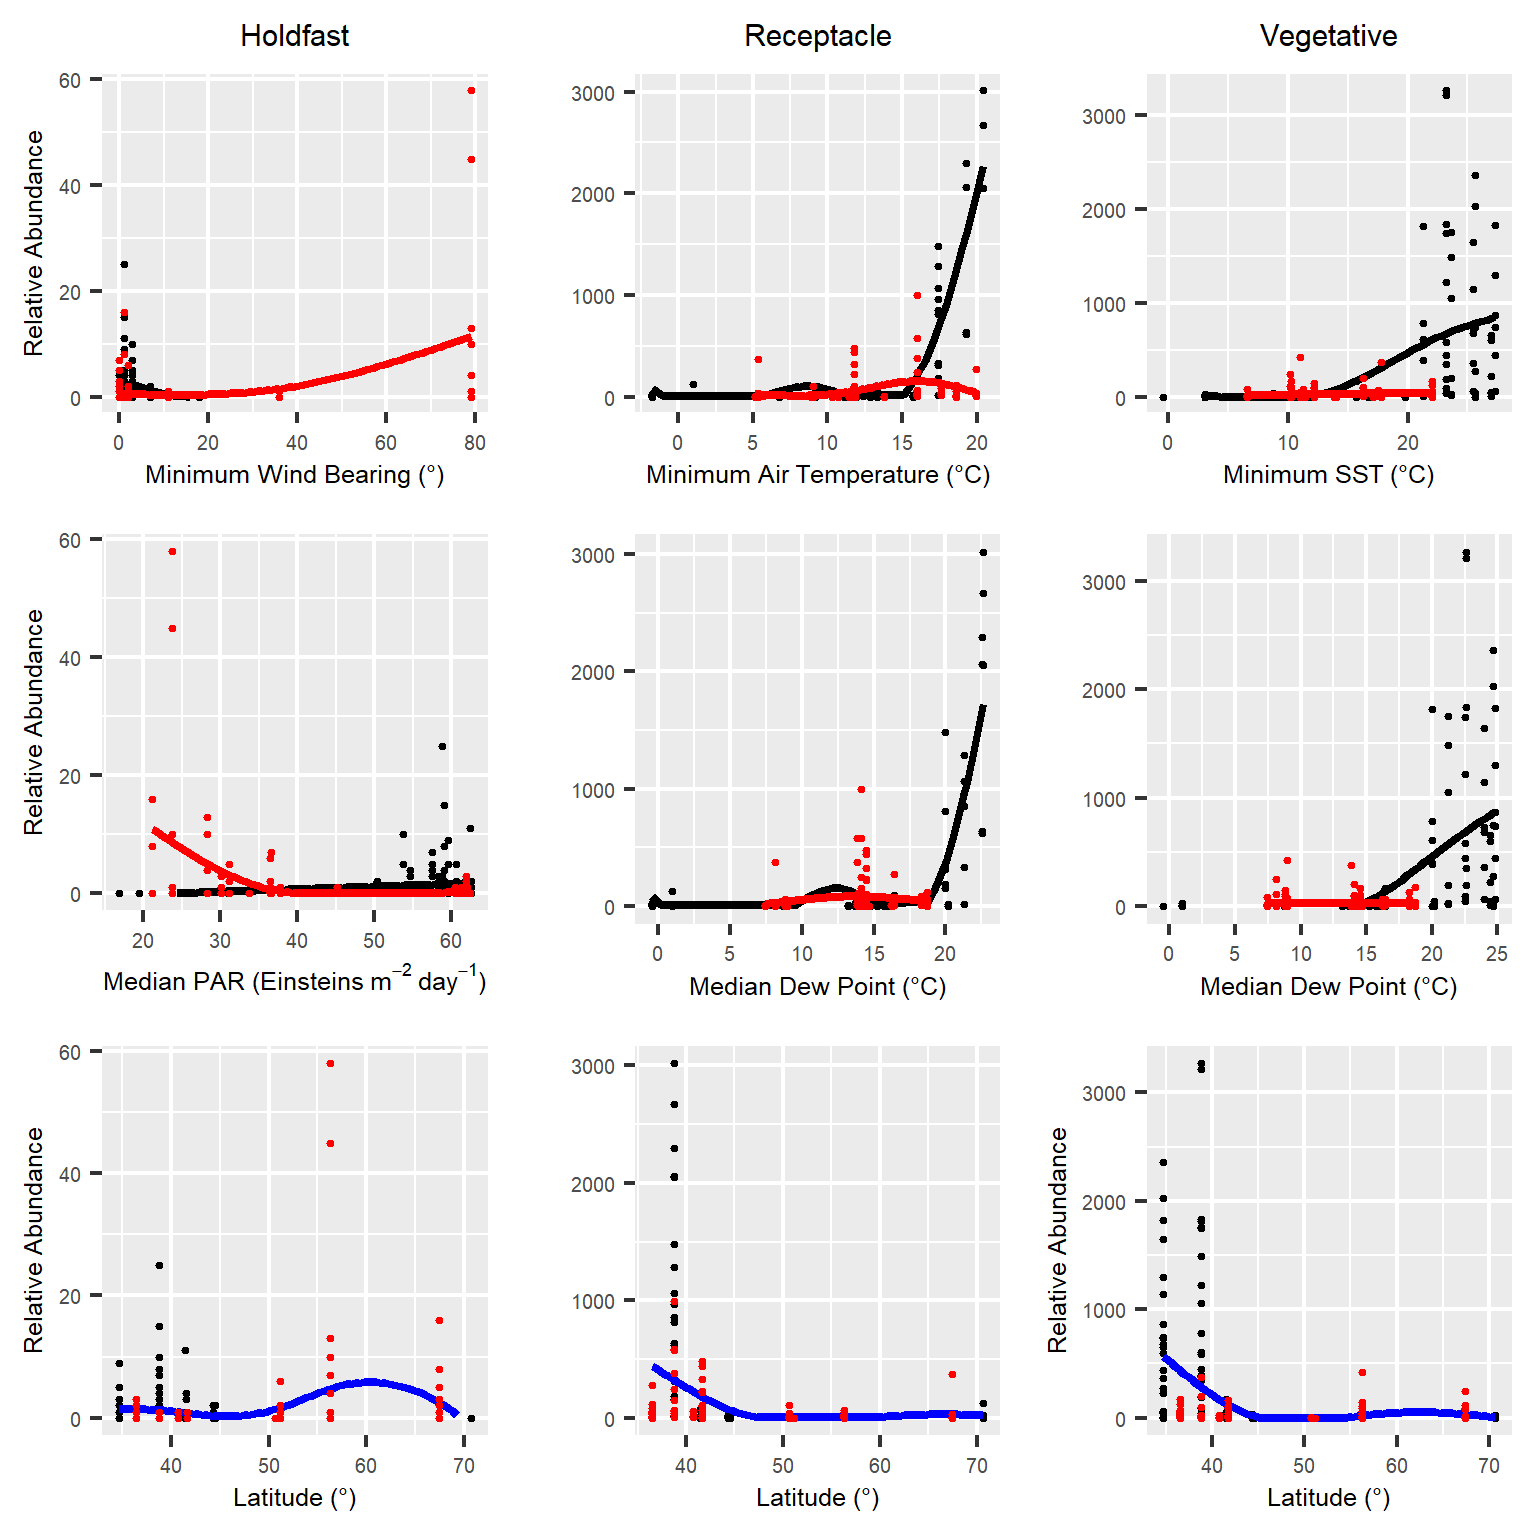 Holdfast Receptacle Vegetative
Relative Abundance
60
40
20
0
0 20 40 60 80
Minimum Wind Bearing (°)
3000
2000
1000
0
0 5 10 15 20
Minimum Air Temperature (°C)
3000
2000
1000
0
0 10 20
Minimum SST (°C)
Relative Abundance
60
40
20
0
20 30 40 50 60
Median PAR (Einsteins m⁻² day⁻¹)
3000
2000
1000
0
0 5 10 15 20
Median Dew Point (°C)
3000
2000
1000
0
0 5 10 15 20 25
Median Dew Point (°C)
Relative Abundance
60
40
20
0
40 50 60 70
Latitude (°)
3000
2000
1000
0
40 50 60 70
Latitude (°)
Relative Abundance
3000
2000
1000
0
40 50 60 70
Latitude (°)